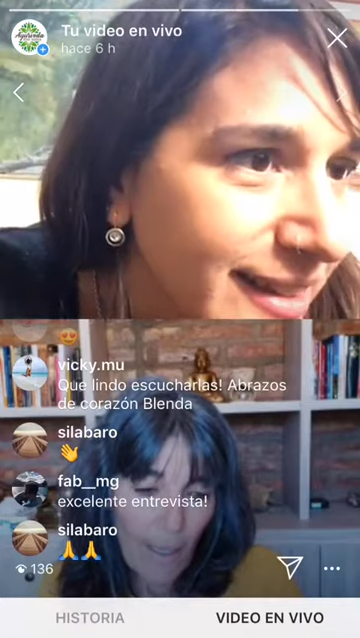 Ayurveda
Tu video en vivo
hace 6 h
😍
vicky.mu
Que lindo escucharlas! Abrazos
de corazón Blenda
silabaro
👋
fab__mg
excelente entrevista!
silabaro
🙏🙏
136
HISTORIA
VIDEO EN VIVO